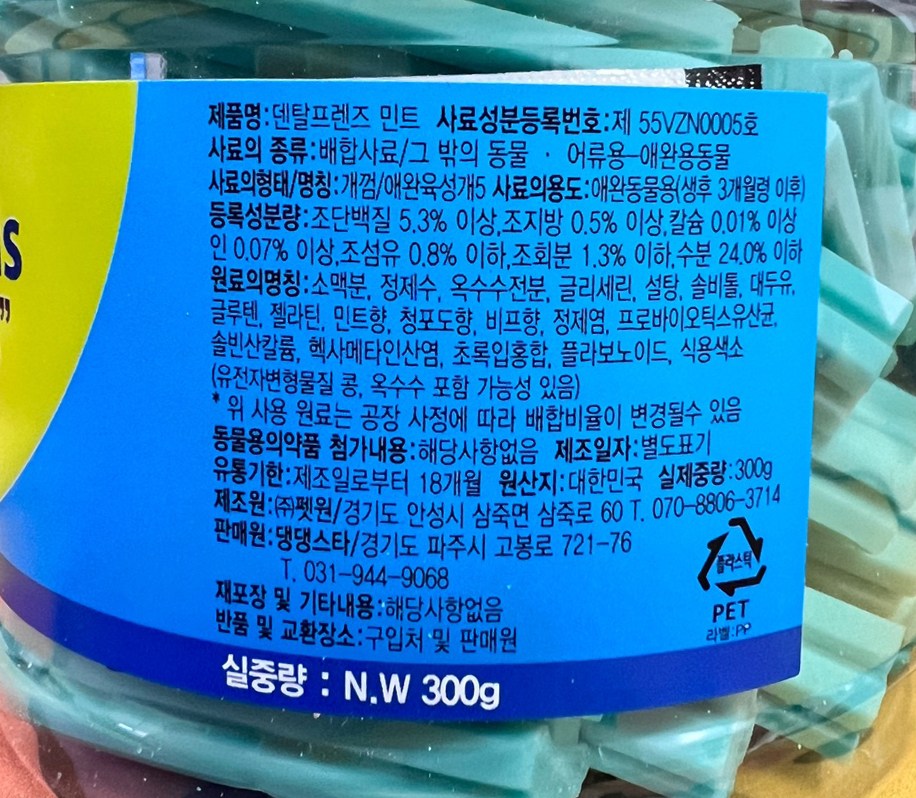 제품명:덴탈프렌즈 민트 사료성분등록번호:제 55VZN0005호
사료의 종류:배합사료/그 밖의 동물 · 어류용-애완용동물
사료의형태/명칭:개껌/애완육성개5 사료의용도:애완동물용(생후 3개월령 이후)
등록성분량:조단백질 5.3% 이상,조지방 0.5% 이상,칼슘 0.01% 이상
인 0.07% 이상,조섬유 0.8% 이하,조회분 1.3% 이하,수분 24.0% 이하
원료의명칭:소맥분, 정제수, 옥수수전분, 글리세린, 설탕, 솔비톨, 대두유,
글루텐, 젤라틴, 민트향, 청포도향, 비프향, 정제염, 프로바이오틱스유산균,
솔빈산칼륨, 헥사메타인산염, 초록입홍합, 플라보노이드, 식용색소
(유전자변형물질 콩, 옥수수 포함 가능성 있음)
* 위 사용 원료는 공장 사정에 따라 배합비율이 변경될수 있음
동물용의약품 첨가내용:해당사항없음 제조일자:별도표기
유통기한:제조일로부터 18개월 원산지:대한민국 실제중량:300g
제조원:㈜펫원/경기도 안성시 삼죽면 삼죽로 60 T. 070-8806-3714
판매원:댕댕스타/경기도 파주시 고봉로 721-76
T. 031-944-9068
재포장 및 기타내용:해당사항없음
반품 및 교환장소:구입처 및 판매원
플라스틱
PET
라벨:PP
실중량 : N.W 300g